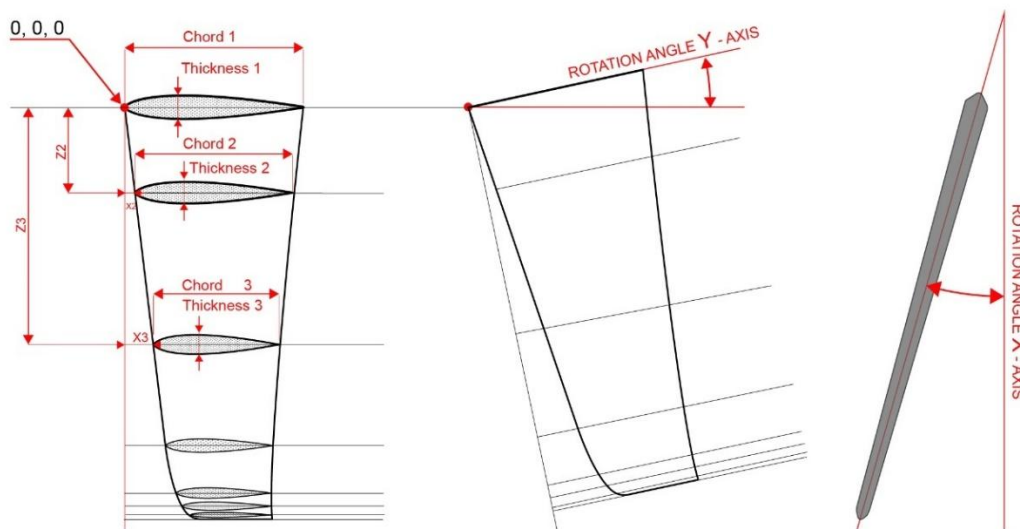 0, 0, 0
Chord 1
Thickness 1
Z2
Chord 2
Thickness 2
X2
Z3
Chord 3
Thickness 3
X3
ROTATION ANGLE Y - AXIS
ROTATION ANGLE X - AXIS